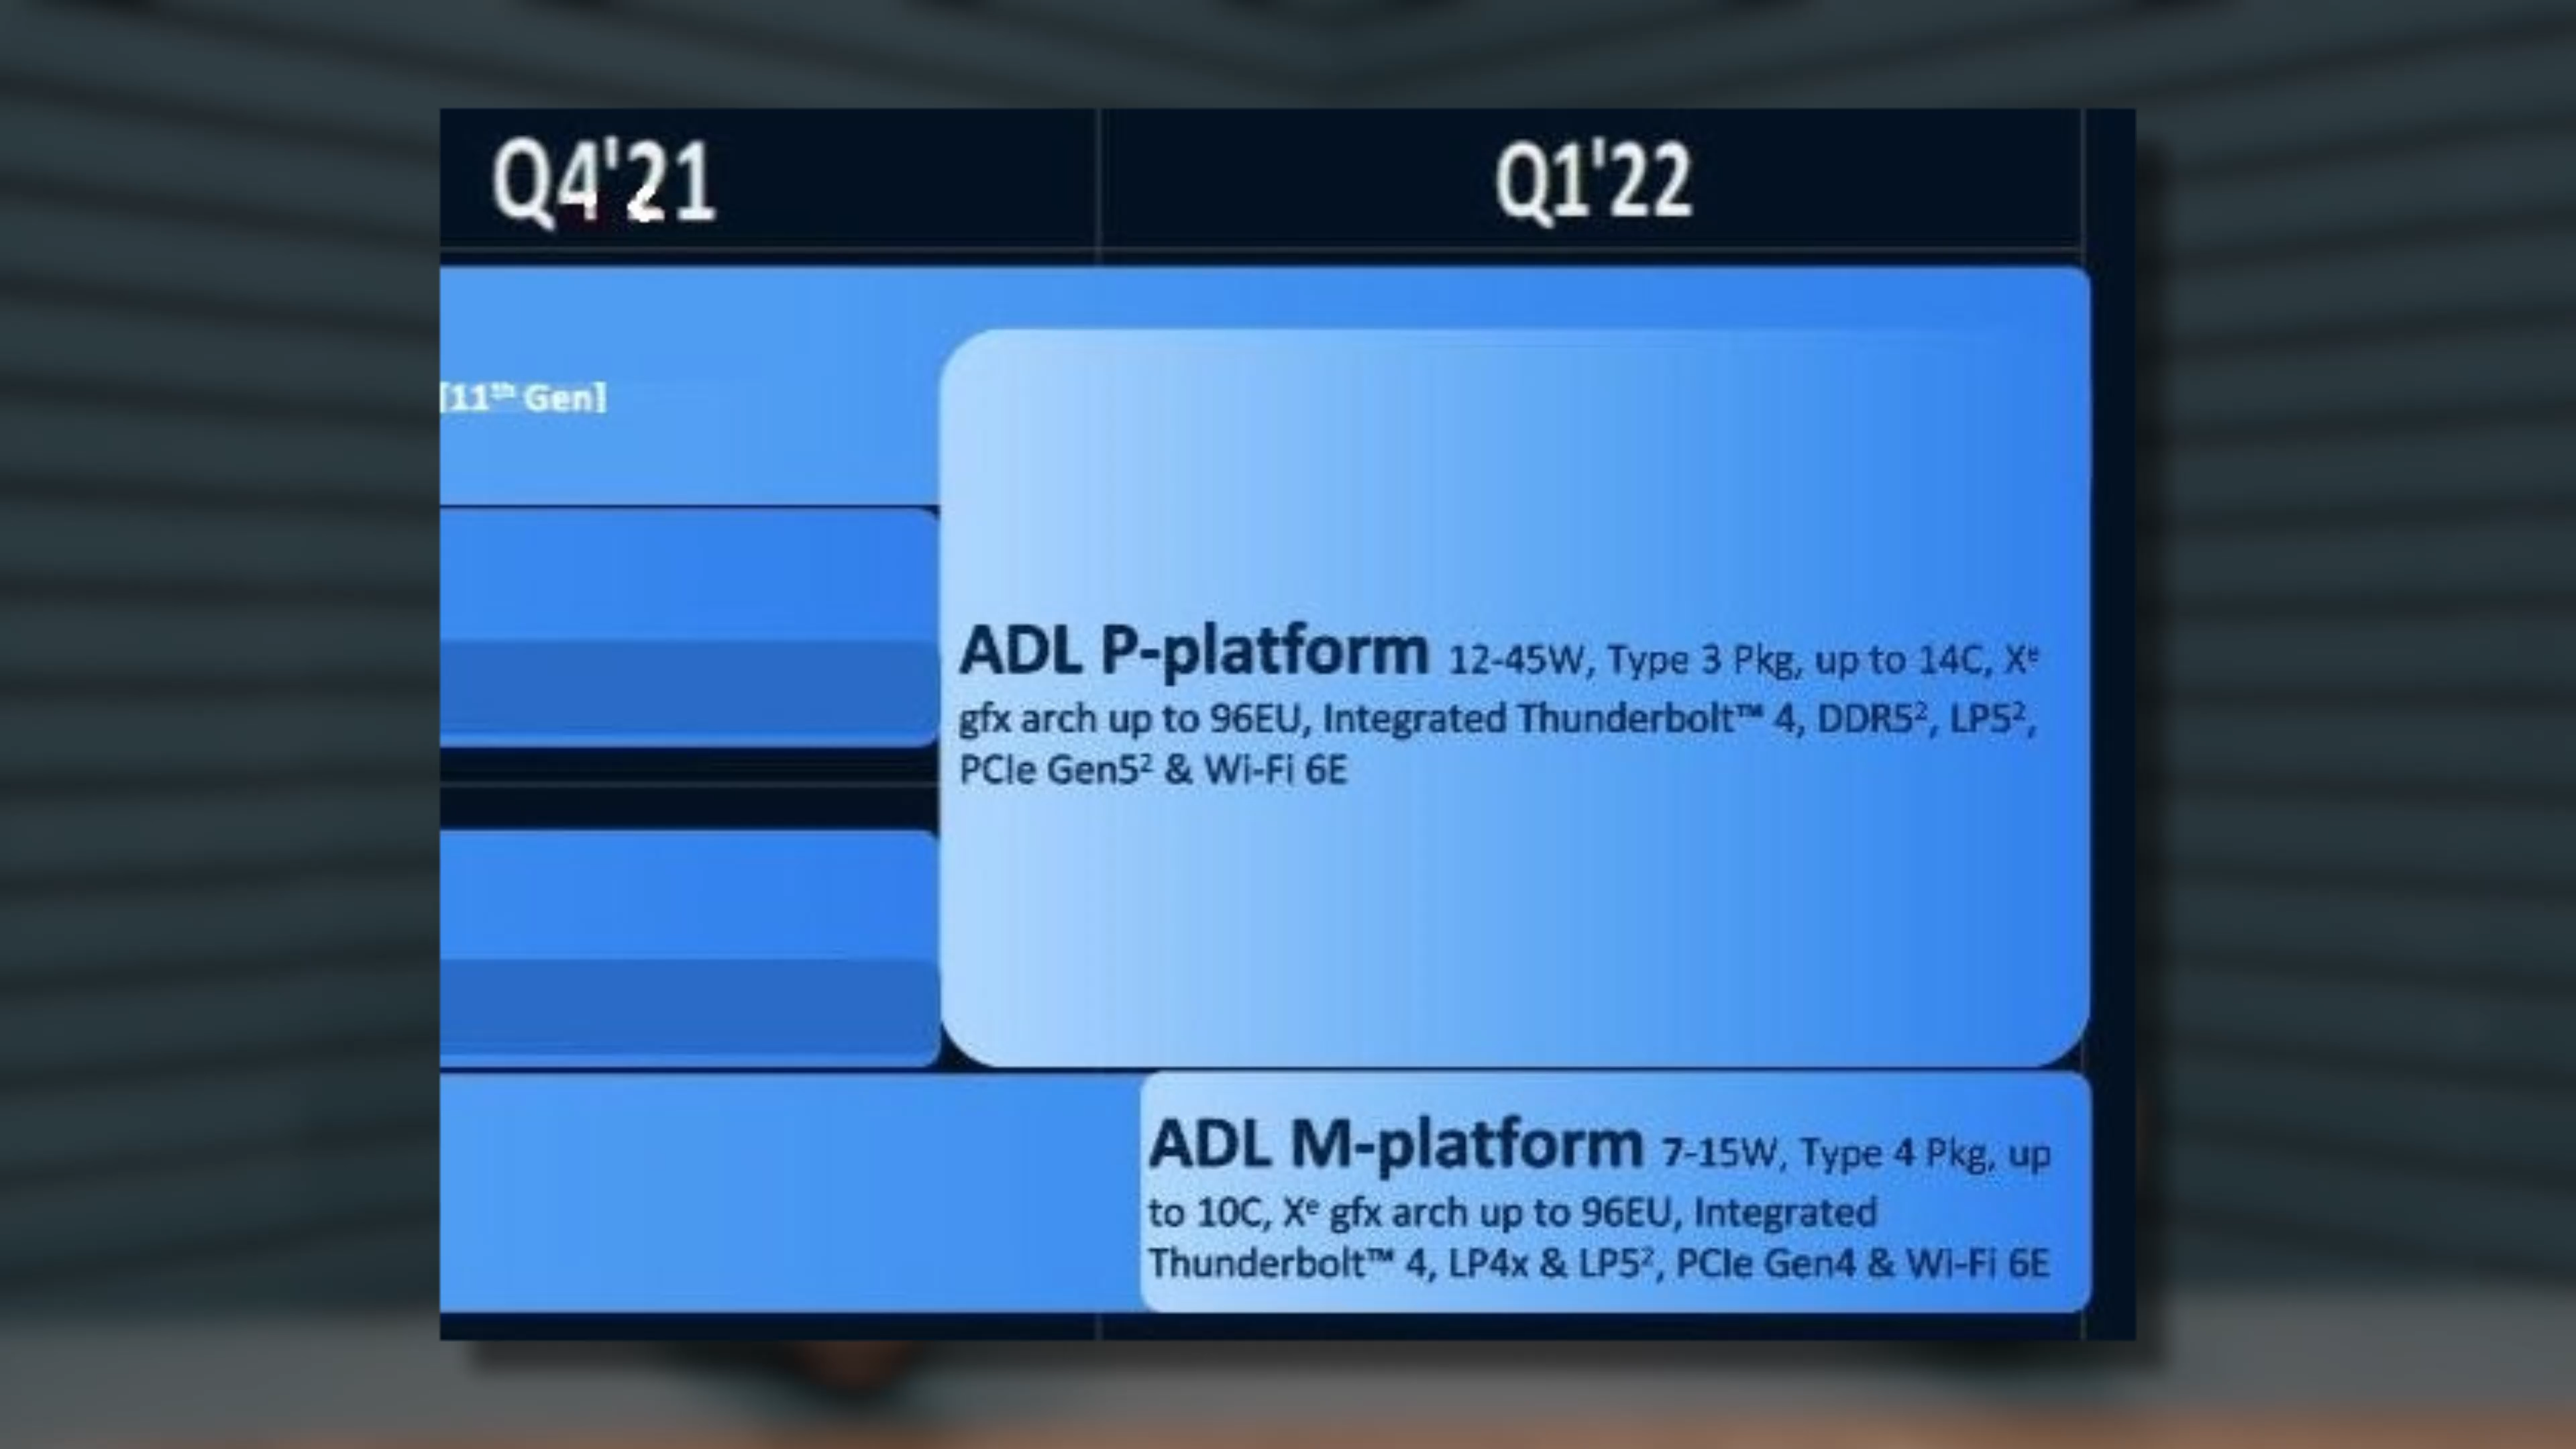 Q4'21
Q1'22
[11th Gen]
ADL P-platform 12-45W, Type 3 Pkg, up to 14C, Xᵉ
gfx arch up to 96EU, Integrated Thunderbolt™ 4, DDR5², LP5²,
PCIe Gen5² & Wi-Fi 6E
ADL M-platform 7-15W, Type 4 Pkg, up
to 10C, Xᵉ gfx arch up to 96EU, Integrated
Thunderbolt™ 4, LP4x & LP5², PCIe Gen4 & Wi-Fi 6E